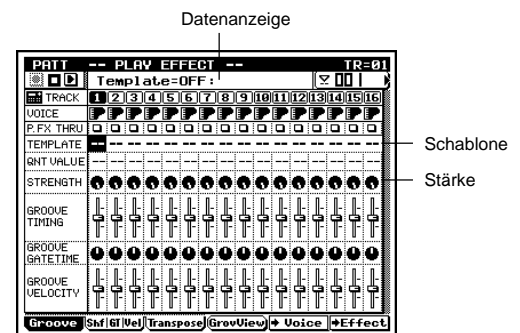 Datenanzeige
PATT -- PLAY EFFECT -- TR=01
Template=OFF:
TRACK 1 2 3 4 5 6 7 8 9 10 11 12 13 14 15 16
VOICE
P.FX THRU
TEMPLATE -- -- -- -- -- -- -- -- -- -- -- -- -- -- -- --
Schablone
QNT VALUE -- -- -- -- -- -- -- -- -- -- -- -- -- -- -- --
STRENGTH
Stärke
GROOVE
TIMING
GROOVE
GATETIME
GROOVE
VELOCITY
Groove Shf|GT|Vel Transpose GrovView ➔ Voice ➔Effect